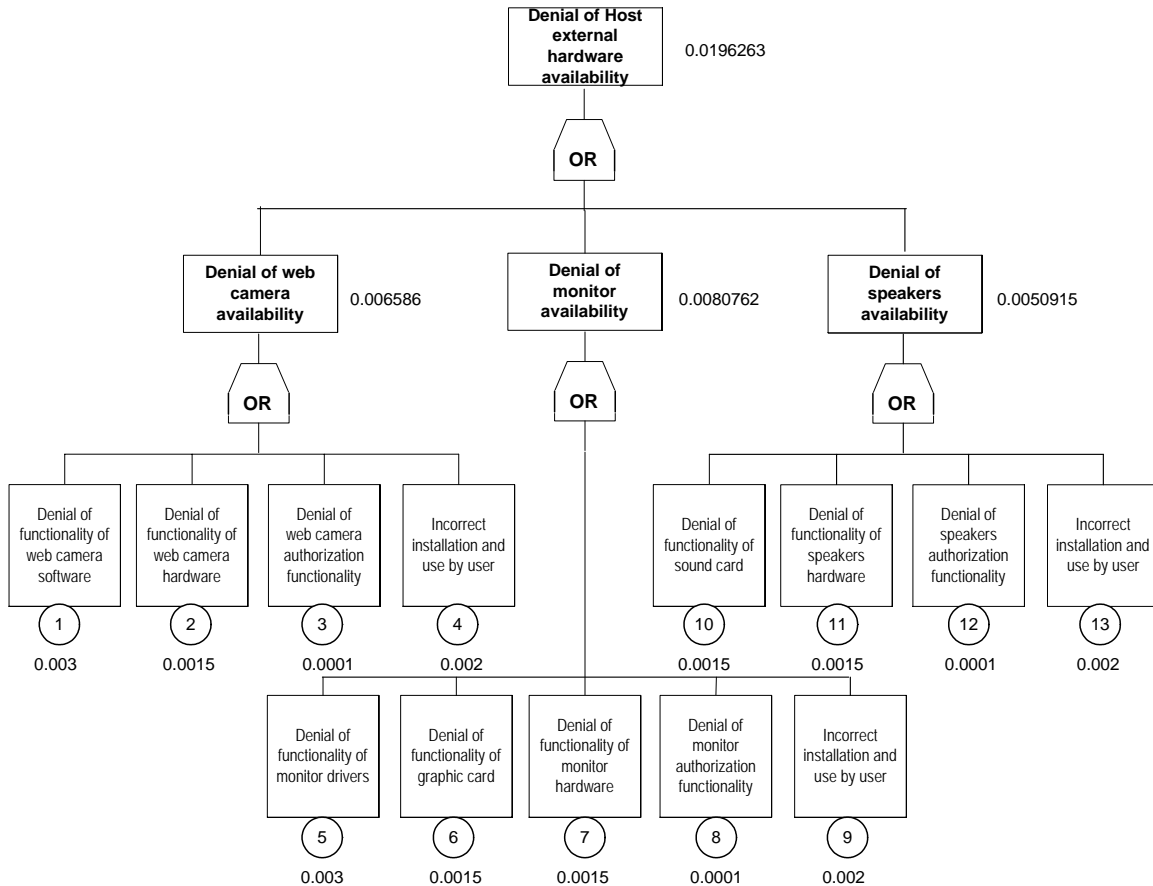 Denial of Host
external
hardware
availability
0.0196263
OR
Denial of web
camera
availability
0.006586
Denial of
monitor
availability
0.0080762
Denial of
speakers
availability
0.0050915
OR
OR
OR
Denial of
functionality of
web camera
software
1
0.003
Denial of
functionality of
web camera
hardware
2
0.0015
Denial of
web camera
authorization
functionality
3
0.0001
Incorrect
installation and
use by user
4
0.002
Denial of
functionality of
sound card
10
0.0015
Denial of
functionality of
speakers
hardware
11
0.0015
Denial of
speakers
authorization
functionality
12
0.0001
Incorrect
installation and
use by user
13
0.002
Denial of
functionality of
monitor drivers
5
0.003
Denial of
functionality of
graphic card
6
0.0015
Denial of
functionality of
monitor
hardware
7
0.0015
Denial of
monitor
authorization
functionality
8
0.0001
Incorrect
installation and
use by user
9
0.002